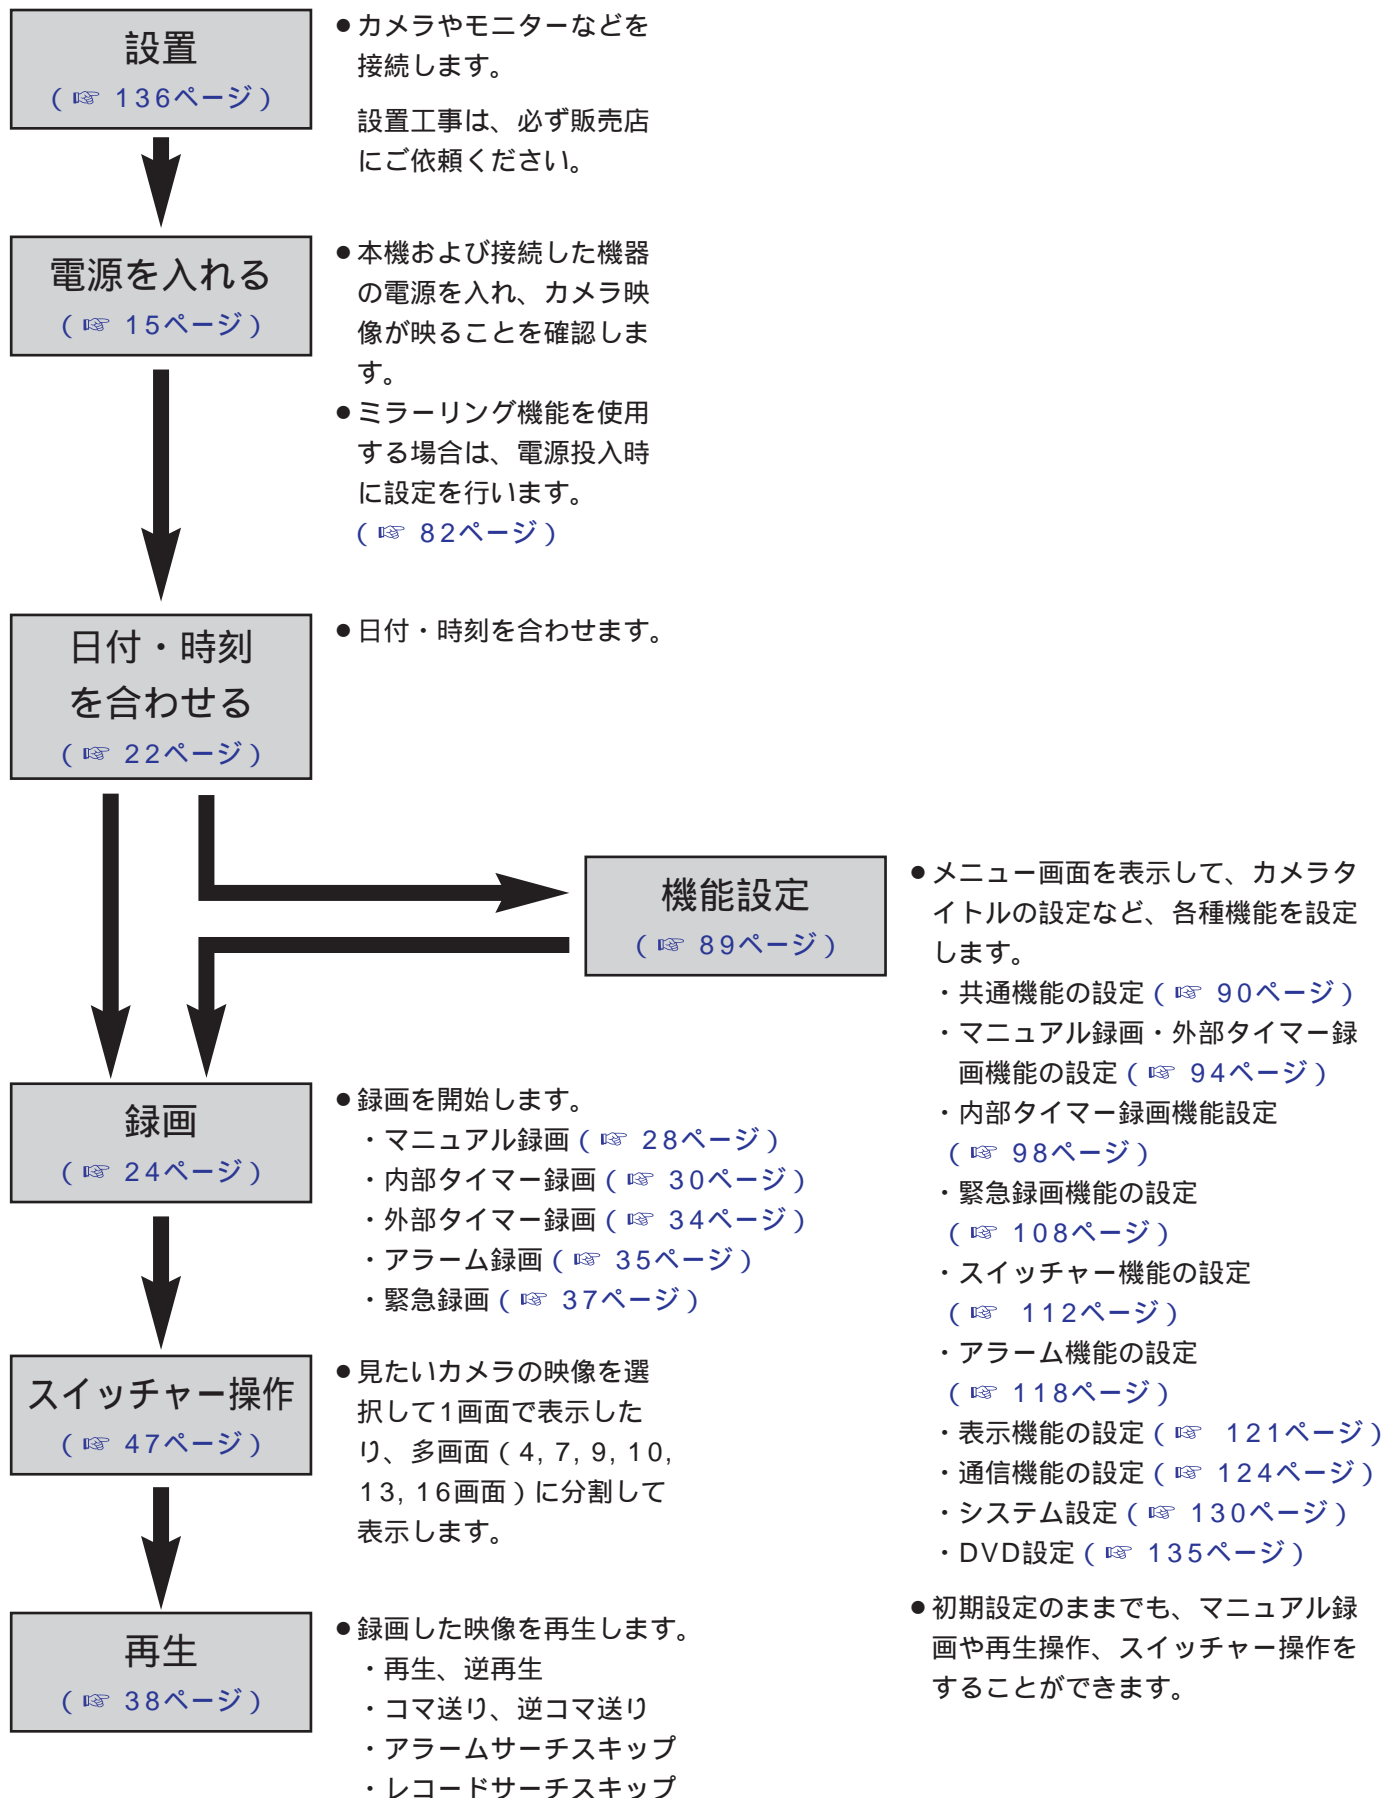 設置
（☞ 136ページ）
●カメラやモニターなどを
接続します。
設置工事は、必ず販売店
にご依頼ください。
電源を入れる
（☞ 15ページ）
●本機および接続した機器
の電源を入れ、カメラ映
像が映ることを確認しま
す。
●ミラーリング機能を使用
する場合は、電源投入時
に設定を行います。
（☞ 82ページ）
日付・時刻
を合わせる
（☞ 22ページ）
●日付・時刻を合わせます。
機能設定
（☞ 89ページ）
●メニュー画面を表示して、カメラタ
イトルの設定など、各種機能を設定
します。
・共通機能の設定（☞ 90ページ）
・マニュアル録画・外部タイマー録
画機能の設定（☞ 94ページ）
・内部タイマー録画機能設定
（☞ 98ページ）
・緊急録画機能の設定
（☞ 108ページ）
・スイッチャー機能の設定
（☞ 112ページ）
・アラーム機能の設定
（☞ 118ページ）
・表示機能の設定（☞ 121ページ）
・通信機能の設定（☞ 124ページ）
・システム設定（☞ 130ページ）
・DVD設定（☞ 135ページ）
●初期設定のままでも、マニュアル録
画や再生操作、スイッチャー操作を
することができます。
録画
（☞ 24ページ）
●録画を開始します。
・マニュアル録画（☞ 28ページ）
・内部タイマー録画（☞ 30ページ）
・外部タイマー録画（☞ 34ページ）
・アラーム録画（☞ 35ページ）
・緊急録画（☞ 37ページ）
スイッチャー操作
（☞ 47ページ）
●見たいカメラの映像を選
択して1画面で表示した
り、多画面（4, 7, 9, 10,
13, 16画面）に分割して
表示します。
再生
（☞ 38ページ）
●録画した映像を再生します。
・再生、逆再生
・コマ送り、逆コマ送り
・アラームサーチスキップ
・レコードサーチスキップ